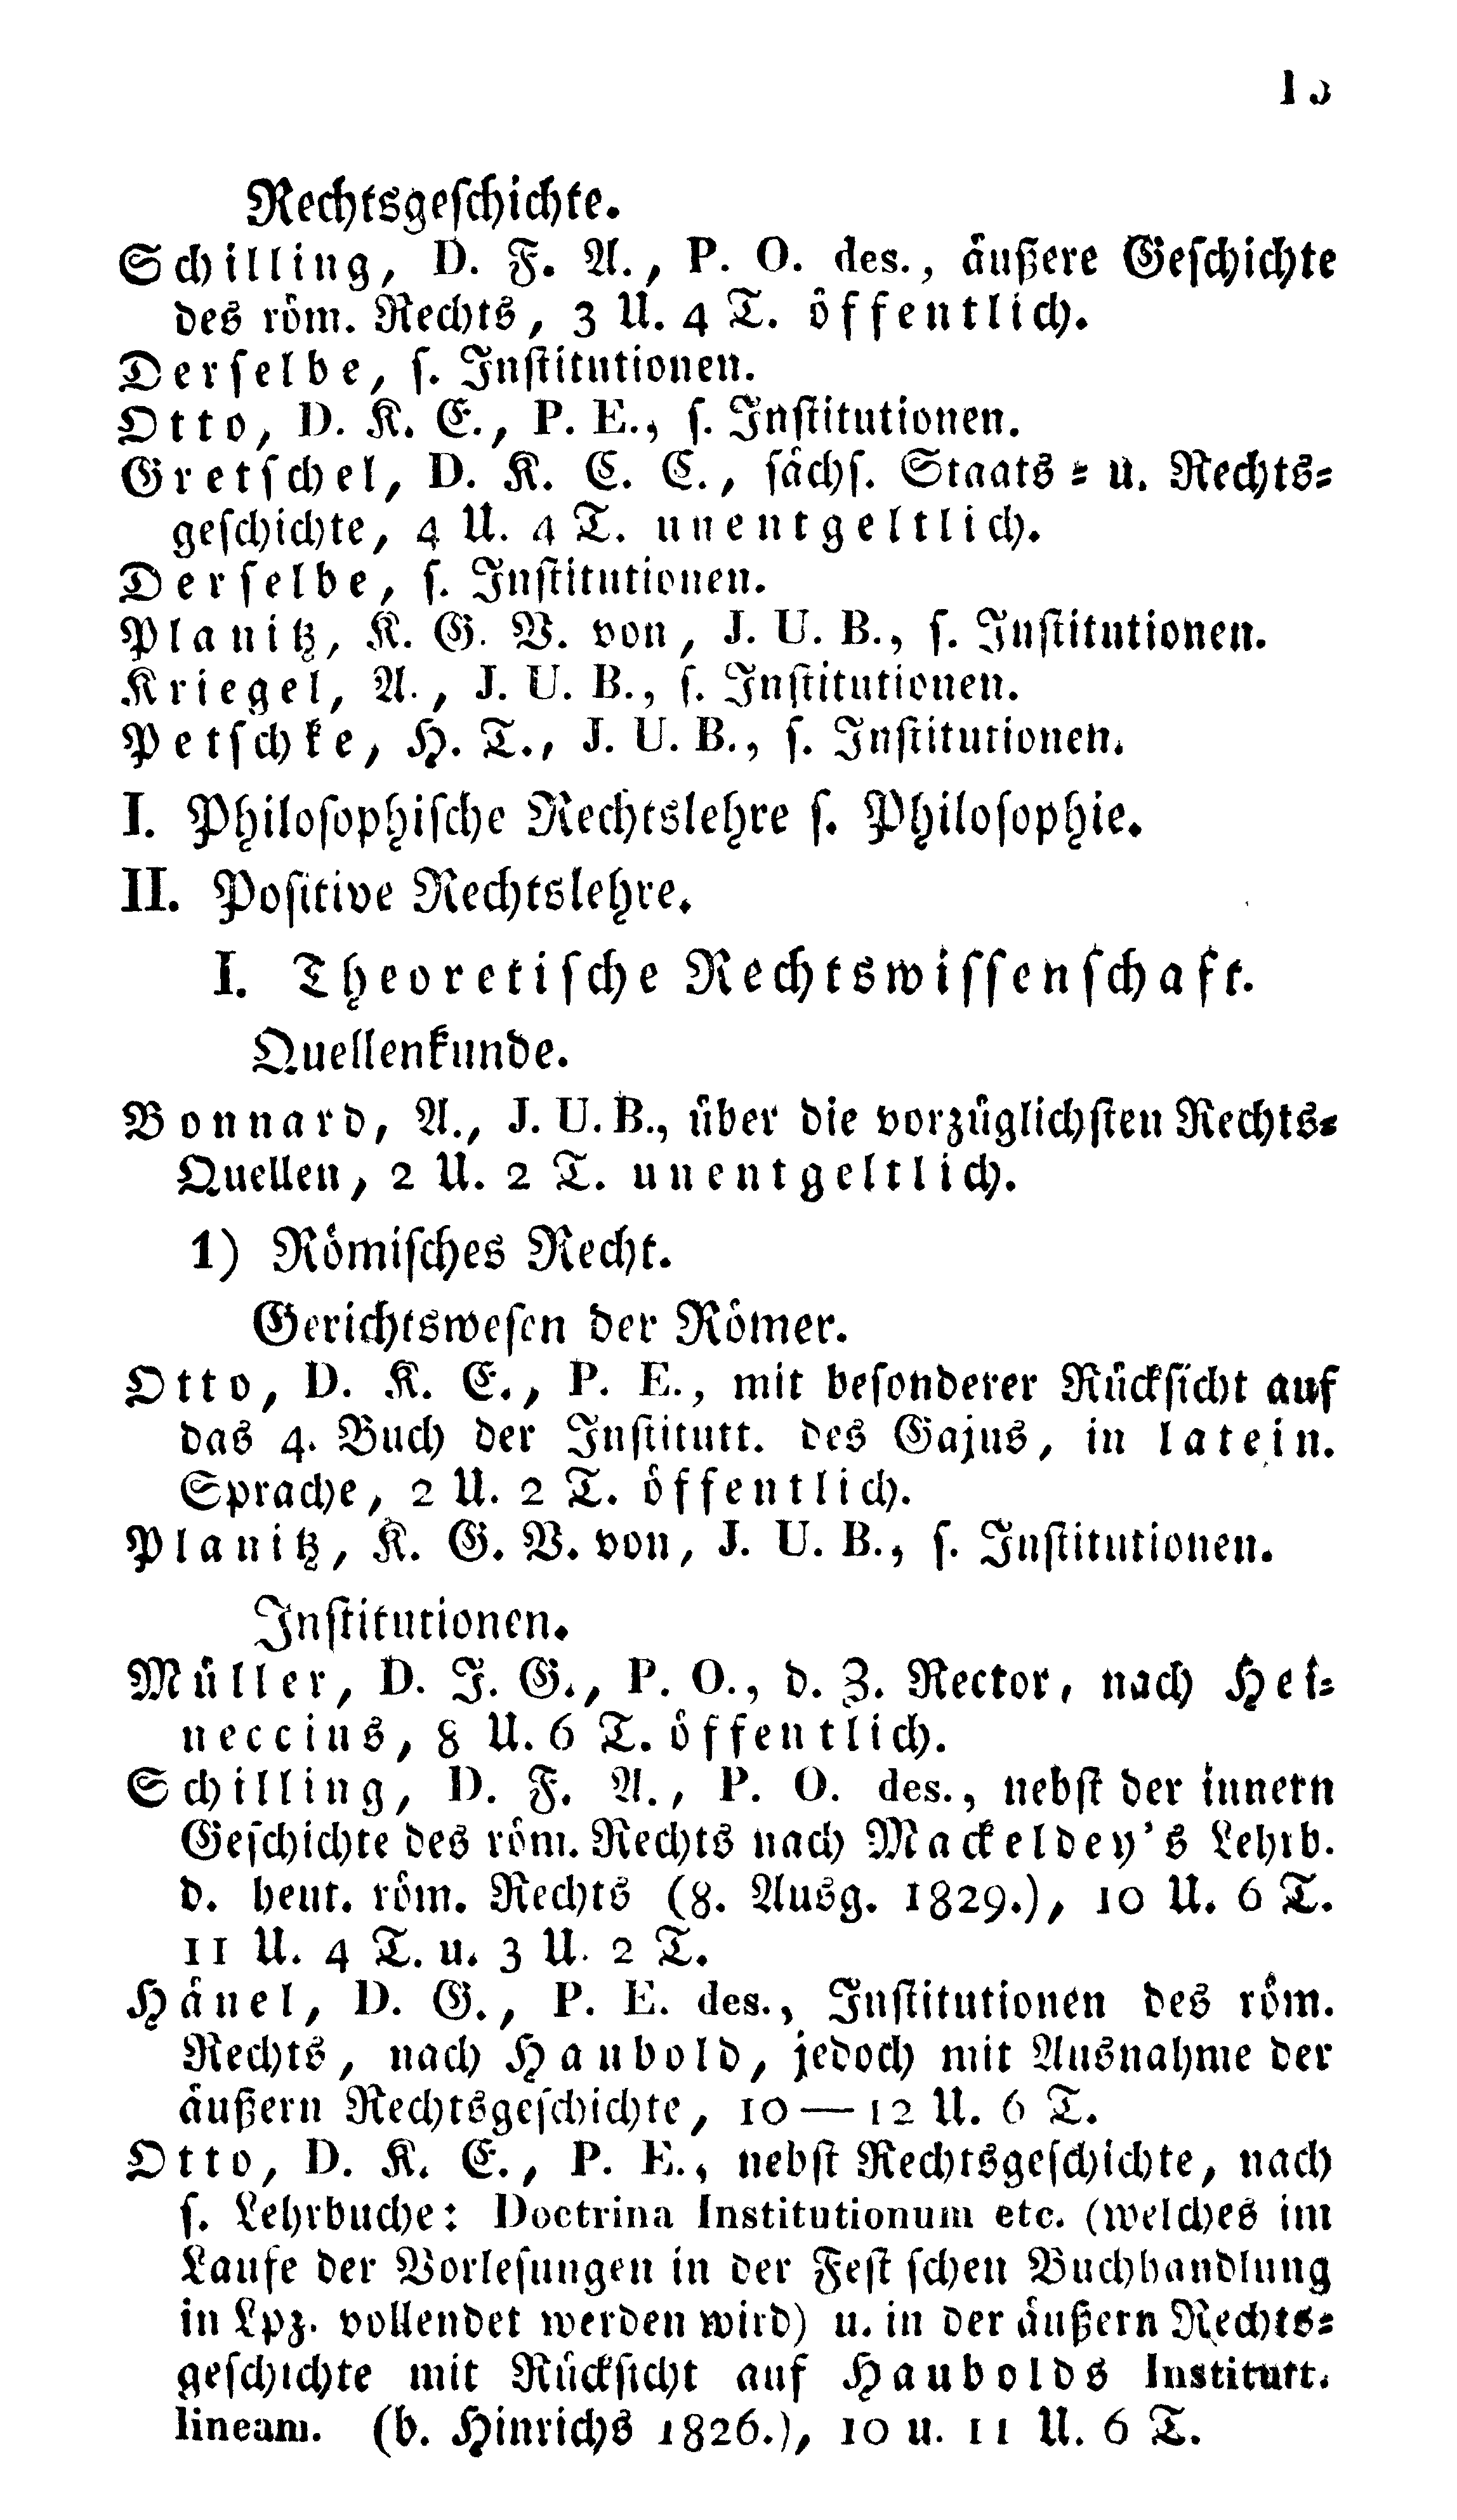 13
Rechtsgeschichte.
Schilling, D. F. A., P. O. des., äußere Geschichte
des röm. Rechts, 3 U. 4 T. öffentlich.
Derselbe, s. Institutionen.
Otto, D. K. E., P. E., s. Institutionen.
Gretschel, D. K. C. C., sächs. Staats- u. Rechts-
geschichte, 4 U. 4 T. unentgeltlich.
Derselbe, s. Institutionen.
Planitz, K. G. V. von, J. U. B., s. Institutionen.
Kriegel, A., J. U. B., s. Institutionen.
Petschke, H. T., J. U. B., s. Institutionen.
I. Philosophische Rechtslehre s. Philosophie.
II. Positive Rechtslehre.
I. Theoretische Rechtswissenschaft.
Quellenkunde.
Bonnard, A., J. U. B., über die vorzüglichsten Rechts-
Quellen, 2 U. 2 T. unentgeltlich.
1) Römisches Recht.
Gerichtswesen der Römer.
Otto, D. K. E., P. E., mit besonderer Rücksicht auf
das 4. Buch der Institutt. des Gajus, in latein.
Sprache, 2 U. 2 T. öffentlich.
Planitz, K. G. V. von, J. U. B., s. Institutionen.
Institutionen.
Müller, D. J. G., P. O., d. Z. Rector, nach Hei-
neccius, 8 U. 6 T. öffentlich.
Schilling, D. F. A., P. O. des., nebst der innern
Geschichte des röm. Rechts nach Mackeldey's Lehrb.
d. heut. röm. Rechts (8. Ausg. 1829.), 10 U. 6 T.
11 U. 4 T. u. 3 U. 2 T.
Hänel, D. G., P. E. des., Institutionen des röm.
Rechts, nach Haubold, jedoch mit Ausnahme der
äußern Rechtsgeschichte, 10—12 U. 6 T.
Otto, D. K. E., P. E., nebst Rechtsgeschichte, nach
s. Lehrbuche: Doctrina Institutionum etc. (welches im
Laufe der Vorlesungen in der Fest schen Buchhandlung
in Lpz. vollendet werden wird) u. in der äußern Rechts-
geschichte mit Rücksicht auf Haubolds Institutt.
lineam. (b. Hinrichs 1826.), 10 u. 11 U. 6 T.